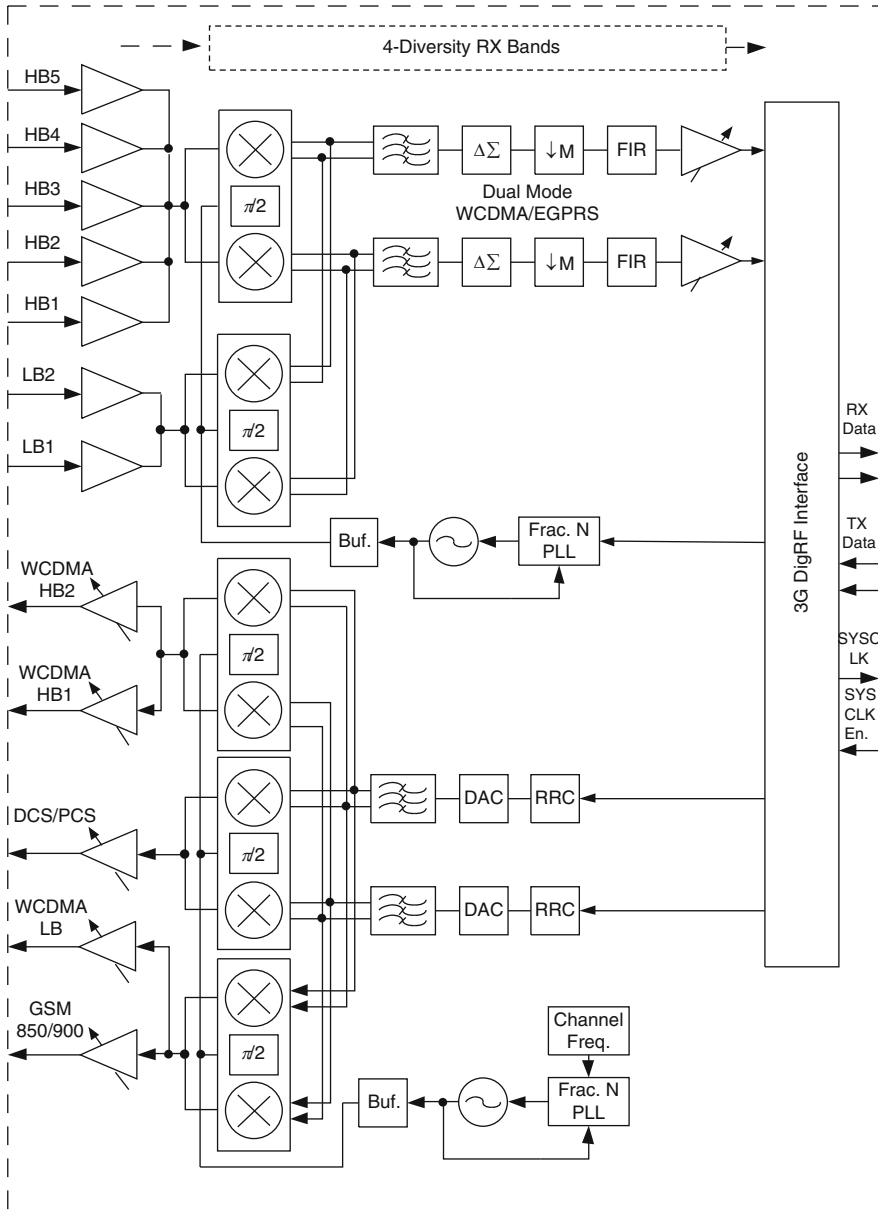 4-Diversity RX Bands
HB5
HB4
HB3
HB2
HB1
LB2
LB1
π/2
π/2
ΔΣ
↓M
FIR
Dual Mode
WCDMA/EGPRS
ΔΣ
↓M
FIR
3G DigRF Interface
RX
Data
TX
Data
SYSC
LK
SYS
CLK
En.
Buf.
Frac. N
PLL
WCDMA
HB2
WCDMA
HB1
DCS/PCS
WCDMA
LB
GSM
850/900
π/2
π/2
π/2
DAC
RRC
DAC
RRC
Channel
Freq.
Buf.
Frac. N
PLL